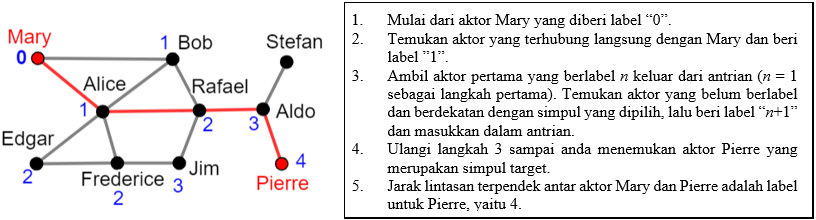 Mary
0
1 Bob
Stefan
Alice
Rafael
1
2
3
Aldo
Edgar
2
Frederice
2
Jim
3
4
Pierre
1. Mulai dari aktor Mary yang diberi label “0”.
2. Temukan aktor yang terhubung langsung dengan Mary dan beri
label ”1”.
3. Ambil aktor pertama yang berlabel n keluar dari antrian (n = 1
sebagai langkah pertama). Temukan aktor yang belum berlabel
dan berdekatan dengan simpul yang dipilih, lalu beri label “n+1”
dan masukkan dalam antrian.
4. Ulangi langkah 3 sampai anda menemukan aktor Pierre yang
merupakan simpul target.
5. Jarak lintasan terpendek antar aktor Mary dan Pierre adalah label
untuk Pierre, yaitu 4.